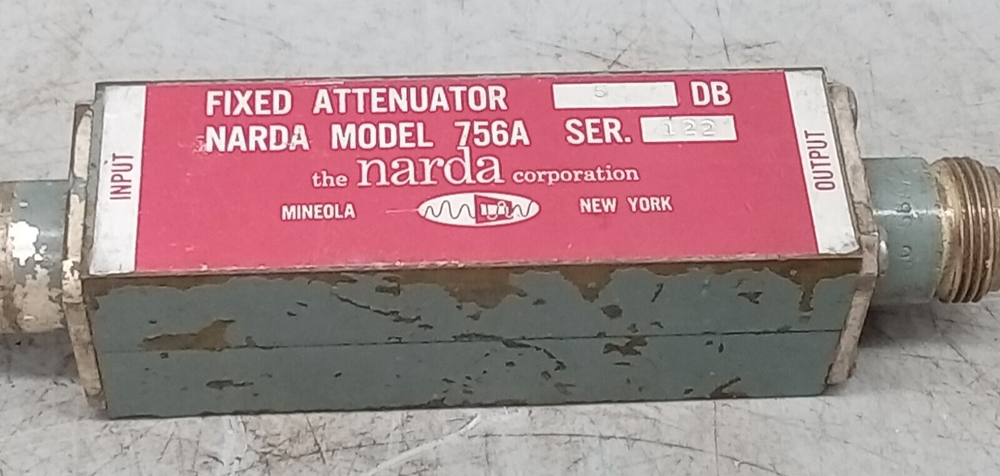 FIXED ATTENUATOR 5 DB
NARDA MODEL 756A SER. 122
the narda corporation
MINEOLA NEW YORK
INPUT
OUTPUT